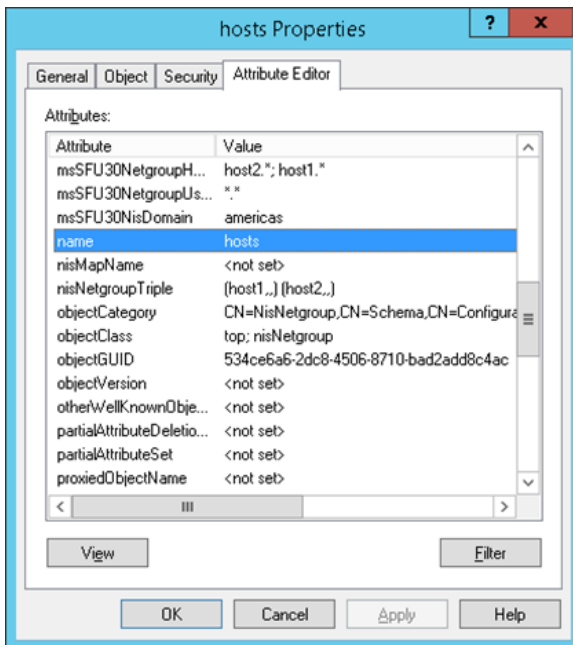 hosts Properties
? x
General Object Security Attribute Editor
Attributes:
Attribute Value
msSFU30NetgroupH... host2.*; host1.*
msSFU30NetgroupUs... *.*
msSFU30NisDomain americas
name hosts
nisMapName <not set>
nisNetgroupTriple (host1,,) (host2,,)
objectCategory CN=NisNetgroup,CN=Schema,CN=Configura
objectClass top; nisNetgroup
objectGUID 534ce6a6-2dc8-4506-8710-bad2add8c4ac
objectVersion <not set>
otherWellKnownObje... <not set>
partialAttributeDeletio... <not set>
partialAttributeSet <not set>
proxiedObjectName <not set>
View Filter
OK Cancel Apply Help